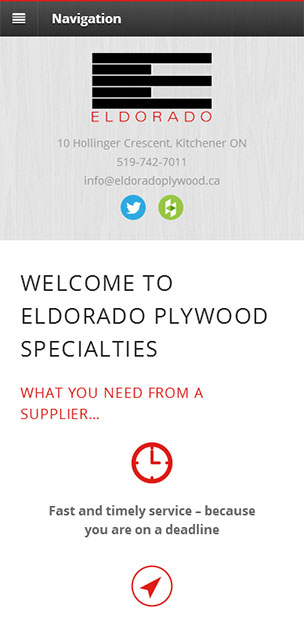 Navigation
ELDORADO
10 Hollinger Crescent, Kitchener ON
519-742-7011
info@eldoradoplywood.ca
WELCOME TO
ELDORADO PLYWOOD
SPECIALTIES
WHAT YOU NEED FROM A
SUPPLIER...
Fast and timely service – because
you are on a deadline